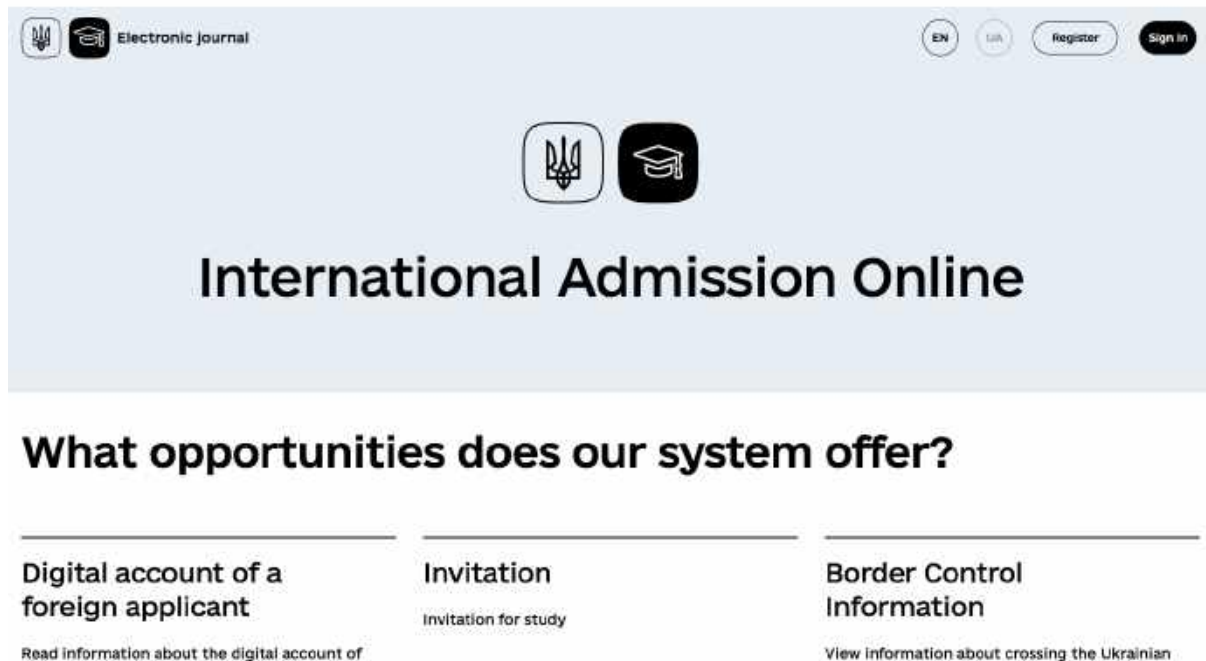 Electronic journal
EN
UA
Register
Sign in
International Admission Online
What opportunities does our system offer?
Digital account of a
foreign applicant
Read information about the digital account of
Invitation
Invitation for study
Border Control
Information
View information about crossing the Ukrainian